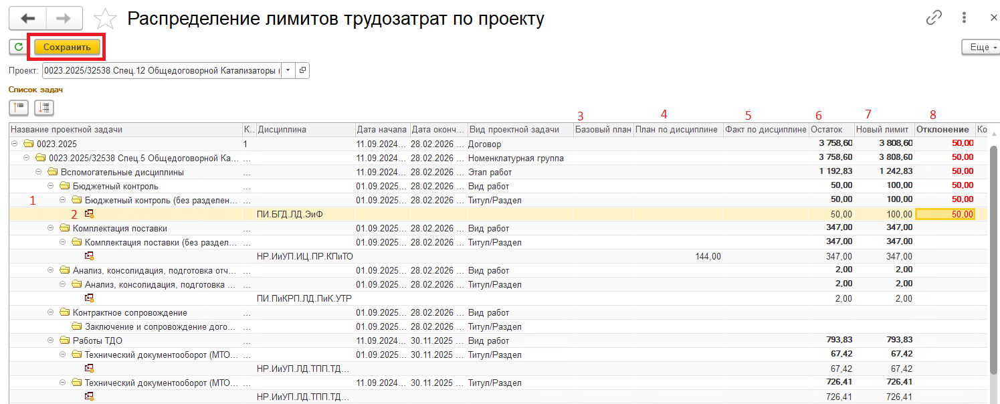 Распределение лимитов трудозатрат по проекту
Сохранить
Еще
Проект: 0023.2025/32538 Спец.12 Общедоговорной Катализаторы (
Список задач
3 4 5 6 7 8
Название проектной задачи К.. Дисциплина Дата начала Дата оконч... Вид проектной задачи Базовый план План по дисциплине Факт по дисциплине Остаток Новый лимит Отклонение Ко
0023.2025 1 11.09.2024... 28.02.2026 ... Договор 3 758,60 3 808,60 50,00
0023.2025/32538 Спец.5 Общедоговорной Ка... ... 11.09.2024... 28.02.2026 ... Номенклатурная группа 3 758,60 3 808,60 50,00
Вспомогательные дисциплины ... 11.09.2024... 28.02.2026 ... Этап работ 1 192,83 1 242,83 50,00
Бюджетный контроль ... 01.09.2025... 28.02.2026 ... Вид работ 50,00 100,00 50,00
1 Бюджетный контроль (без разделен... ... 01.09.2025... 28.02.2026 ... Титул/Раздел 50,00 100,00 50,00
2 ПИ.БГД.ЛД.ЭиФ 50,00 100,00 50,00
Комплектация поставки ... 01.09.2025... 28.02.2026 ... Вид работ 347,00 347,00
Комплектация поставки (без раздел... ... 01.09.2025... 28.02.2026 ... Титул/Раздел 347,00 347,00
НР.ИиУП.ИЦ.ПР.КПиТО 144,00 347,00 347,00
Анализ, консолидация, подготовка отч... ... 01.09.2025... 28.02.2026 ... Вид работ 2,00 2,00
Анализ, консолидация, подготовка ... ... 01.09.2025... 28.02.2026 ... Титул/Раздел 2,00 2,00
ПИ.ПиКРП.ЛД.ПиК.УТР 2,00 2,00
Контрактное сопровождение ... 01.09.2025... 28.02.2026 ... Вид работ
Заключение и сопровождение дого... ... 01.09.2025... 28.02.2026 ... Титул/Раздел
Работы ТДО ... 11.09.2024... 30.11.2025 ... Вид работ 793,83 793,83
Технический документооборот (МТО... ... 01.09.2025... 30.11.2025 ... Титул/Раздел 67,42 67,42
НР.ИиУП.ЛД.ТПП.ТД... 67,42 67,42
Технический документооборот (МТО... ... 11.09.2024... 30.11.2025 ... Титул/Раздел 726,41 726,41
НР.ИиУП.ЛД.ТПП.ТД... 726,41 726,41